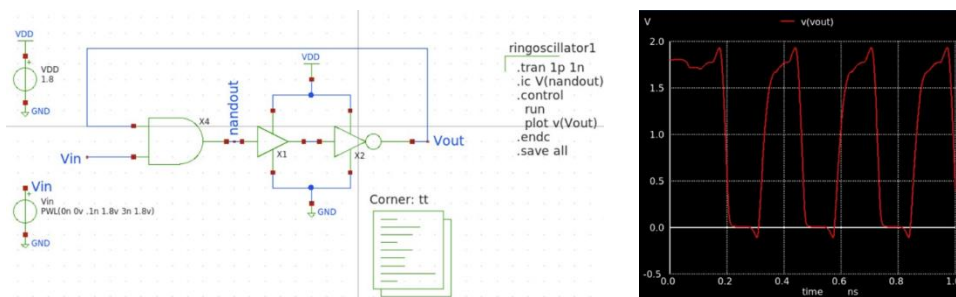 VDD
VDD
1.8
GND
Vin
X4
nandout
X1
VDD
X2
GND
Vout
Vin
Vin
PWL(0n 0v .1n 1.8v 3n 1.8v)
GND
Corner: tt
ringoscillator1
.tran 1p 1n
.ic V(nandout)
.control
run
plot v(Vout)
.endc
.save all
V
v(vout)
2.0
1.5
1.0
0.5
0.0
-0.5
0.0 0.2 0.4 0.6 0.8 1.0
time ns